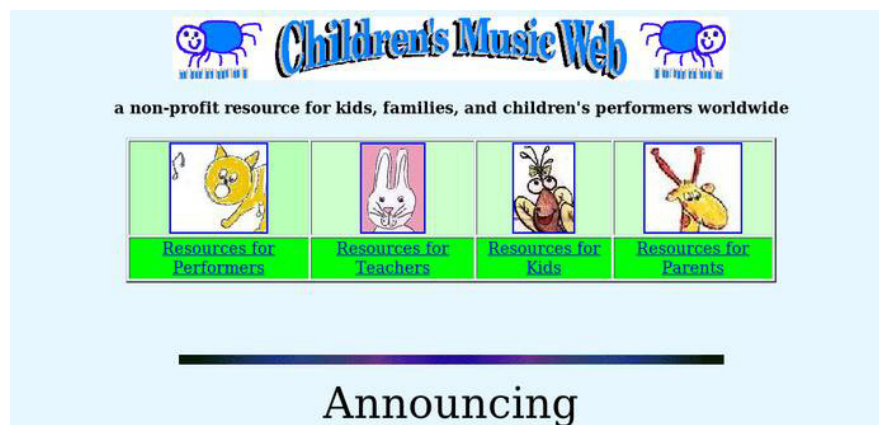 Children's Music Web
a non-profit resource for kids, families, and children's performers worldwide
Resources for
Performers
Resources for
Teachers
Resources for
Kids
Resources for
Parents
Announcing